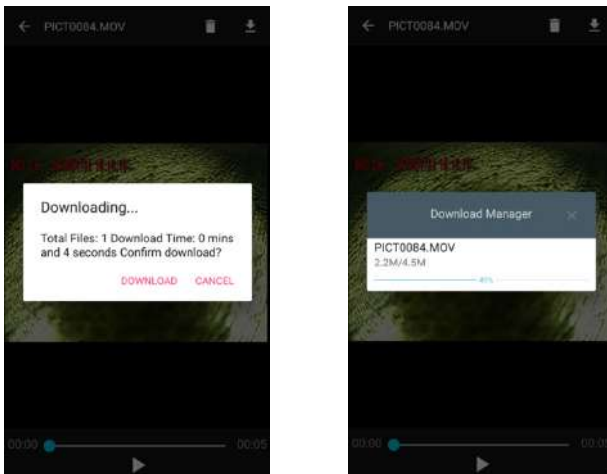 PICT0084.MOV
Downloading...
Total Files: 1 Download Time: 0 mins
and 4 seconds Confirm download?
DOWNLOAD CANCEL
00:00 00:05
PICT0084.MOV
Download Manager
PICT0084.MOV
2.2M/4.5M
00:00